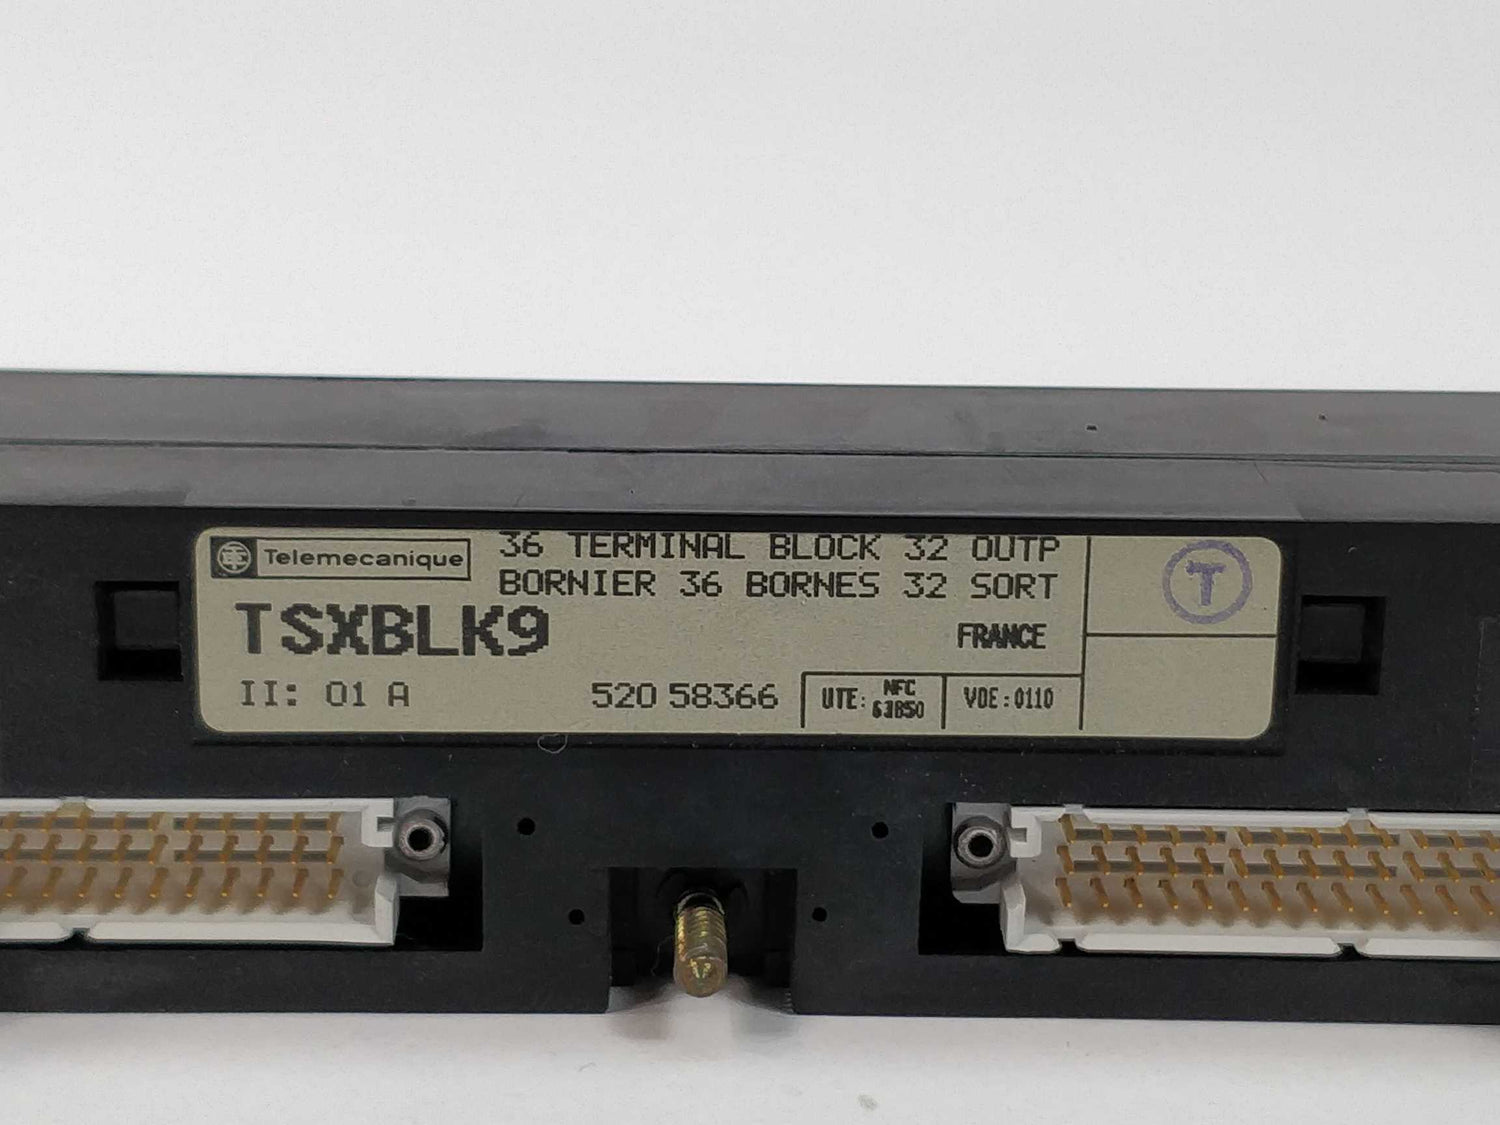 Telemecanique
36 TERMINAL BLOCK 32 OUTP
BORNIER 36 BORNES 32 SORT
TSXBLK9
FRANCE
II: 01 A
520 58366
UTE: NFC 63850
VDE: 0110
T